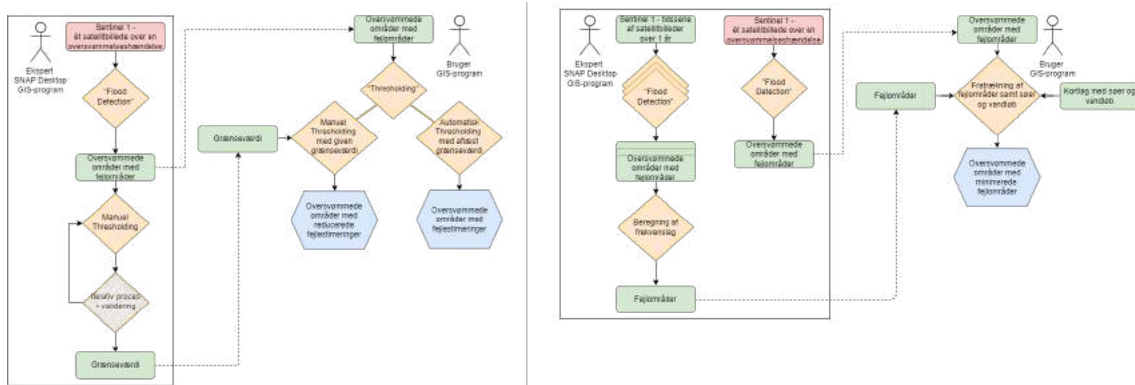 Sentinel 1 -
ét satellitbillede over en
oversvømmelseshændelse
Ekspert
SNAP Desktop
GIS-program
"Flood
Detection"
Oversvømmede
områder med
fejlområder
Manuel
Thresholding
Iterativ proces
+ validering
Grænseværdi
Oversvømmede
områder med
fejlområder
Bruger
GIS-program
"Thresholding"
Grænseværdi
Manuel
Thresholding
med given
grænseværdi
Automatisk
Thresholding
med aflæst
grænseværdi
Oversvømmede
områder med
reducerede
fejlestimeringer
Oversvømmede
områder med
fejlestimeringer
Sentinel 1 - tidsserie
af satellitbilleder
over 1 år
Ekspert
SNAP Desktop
GIS-program
"Flood
Detection"
Oversvømmede
områder med
fejlområder
Beregning af
frekvenslag
Fejlområder
Sentinel 1 -
ét satellitbillede over en
oversvømmelseshændelse
"Flood
Detection"
Oversvømmede
områder med
fejlområder
Oversvømmede
områder med
fejlområder
Bruger
GIS-program
Fejlområder
Fratrækning af
fejlområder samt søer
og vandløb
Kortlag med søer og
vandløb
Oversvømmede
områder med
minimerede
fejlområder